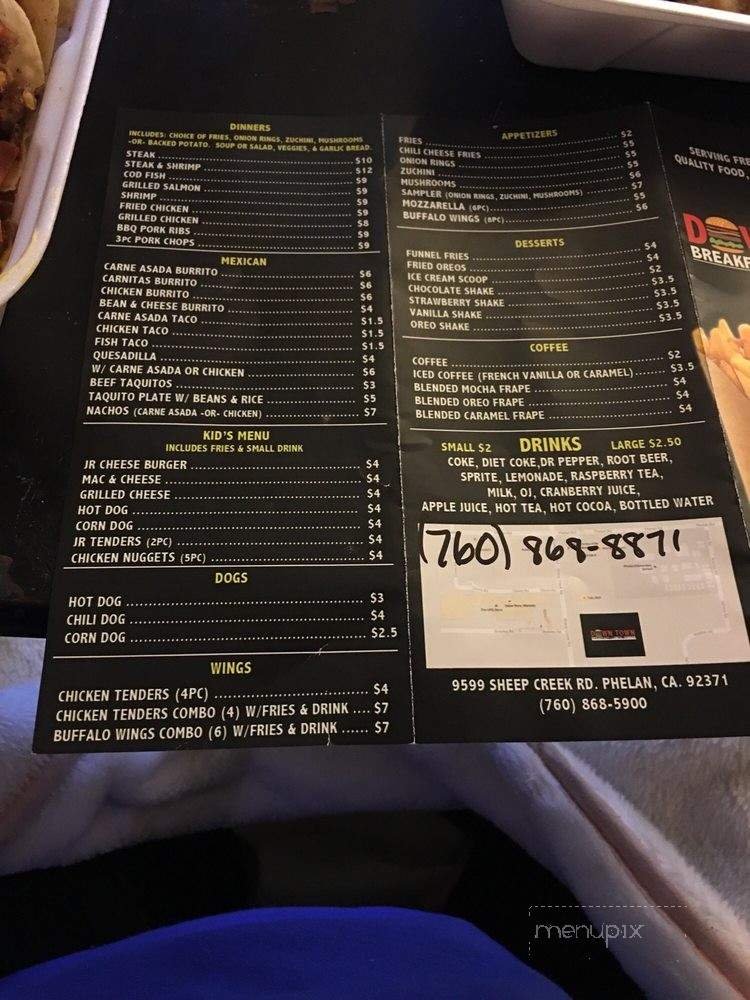 DINNERS
INCLUDES: CHOICE OF FRIES, ONION RINGS, ZUCHINI, MUSHROOMS
-OR- BACKED POTATO. SOUP OR SALAD, VEGGIES, & GARLIC BREAD.
STEAK $10
STEAK & SHRIMP $12
COD FISH $9
GRILLED SALMON $9
SHRIMP $9
FRIED CHICKEN $9
GRILLED CHICKEN $8
BBQ PORK RIBS $9
3PC PORK CHOPS $9
MEXICAN
CARNE ASADA BURRITO $6
CARNITAS BURRITO $6
CHICKEN BURRITO $6
BEAN & CHEESE BURRITO $4
CARNE ASADA TACO $1.5
CHICKEN TACO $1.5
FISH TACO $1.5
QUESADILLA $4
W/ CARNE ASADA OR CHICKEN $6
BEEF TAQUITOS $3
TAQUITO PLATE W/ BEANS & RICE $5
NACHOS (CARNE ASADA -OR- CHICKEN) $7
KID'S MENU
INCLUDES FRIES & SMALL DRINK
JR CHEESE BURGER $4
MAC & CHEESE $4
GRILLED CHEESE $4
HOT DOG $4
CORN DOG $4
JR TENDERS (2PC) $4
CHICKEN NUGGETS (5PC) $4
DOGS
HOT DOG $3
CHILI DOG $4
CORN DOG $2.5
WINGS
CHICKEN TENDERS (4PC) $4
CHICKEN TENDERS COMBO (4) W/FRIES & DRINK .... $7
BUFFALO WINGS COMBO (6) W/FRIES & DRINK ...... $7
APPETIZERS
FRIES $2
CHILI CHEESE FRIES $5
ONION RINGS $5
ZUCHINI $5
MUSHROOMS $6
SAMPLER (ONION RINGS, ZUCHINI, MUSHROOMS) $7
MOZZARELLA (6PC) $5
BUFFALO WINGS (8PC) $6
DESSERTS
FUNNEL FRIES $4
FRIED OREOS $4
ICE CREAM SCOOP $2
CHOCOLATE SHAKE $3.5
STRAWBERRY SHAKE $3.5
VANILLA SHAKE $3.5
OREO SHAKE $3.5
COFFEE
COFFEE $2
ICED COFFEE (FRENCH VANILLA OR CARAMEL) $3.5
BLENDED MOCHA FRAPE $4
BLENDED OREO FRAPE $4
BLENDED CARAMEL FRAPE $4
SMALL $2 DRINKS LARGE $2.50
COKE, DIET COKE,DR PEPPER, ROOT BEER,
SPRITE, LEMONADE, RASPBERRY TEA,
MILK, OJ, CRANBERRY JUICE,
APPLE JUICE, HOT TEA, HOT COCOA, BOTTLED WATER
(760) 868-8871
DOWN TOWN
9599 SHEEP CREEK RD. PHELAN, CA. 92371
(760) 868-5900
SERVING FRE
QUALITY FOOD,
BREAKF
menupix